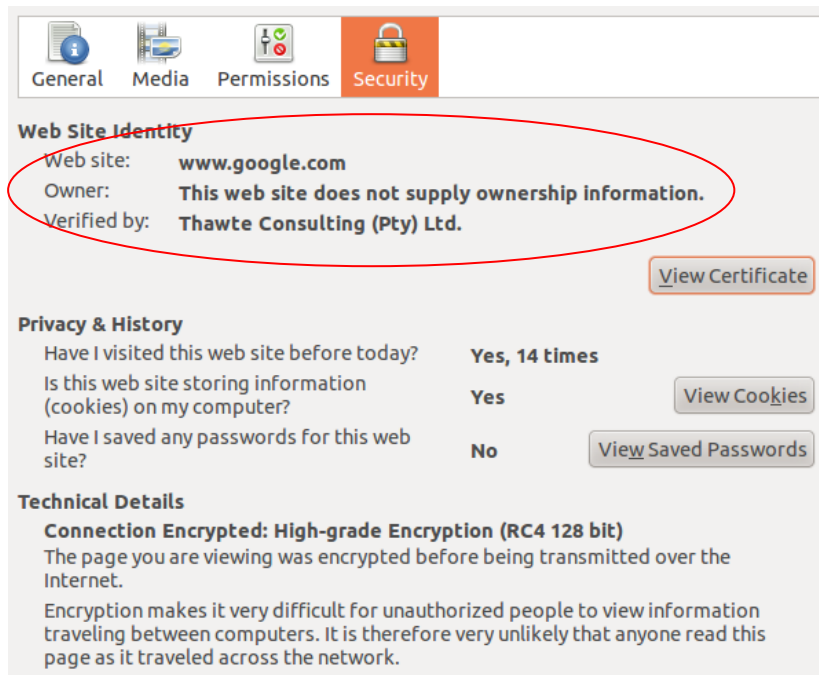 General Media Permissions Security
Web Site Identity
Web site: www.google.com
Owner: This web site does not supply ownership information.
Verified by: Thawte Consulting (Pty) Ltd.
View Certificate
Privacy & History
Have I visited this web site before today? Yes, 14 times
Is this web site storing information
(cookies) on my computer? Yes View Cookies
Have I saved any passwords for this web
site? No View Saved Passwords
Technical Details
Connection Encrypted: High-grade Encryption (RC4 128 bit)
The page you are viewing was encrypted before being transmitted over the
Internet.
Encryption makes it very difficult for unauthorized people to view information
traveling between computers. It is therefore very unlikely that anyone read this
page as it traveled across the network.